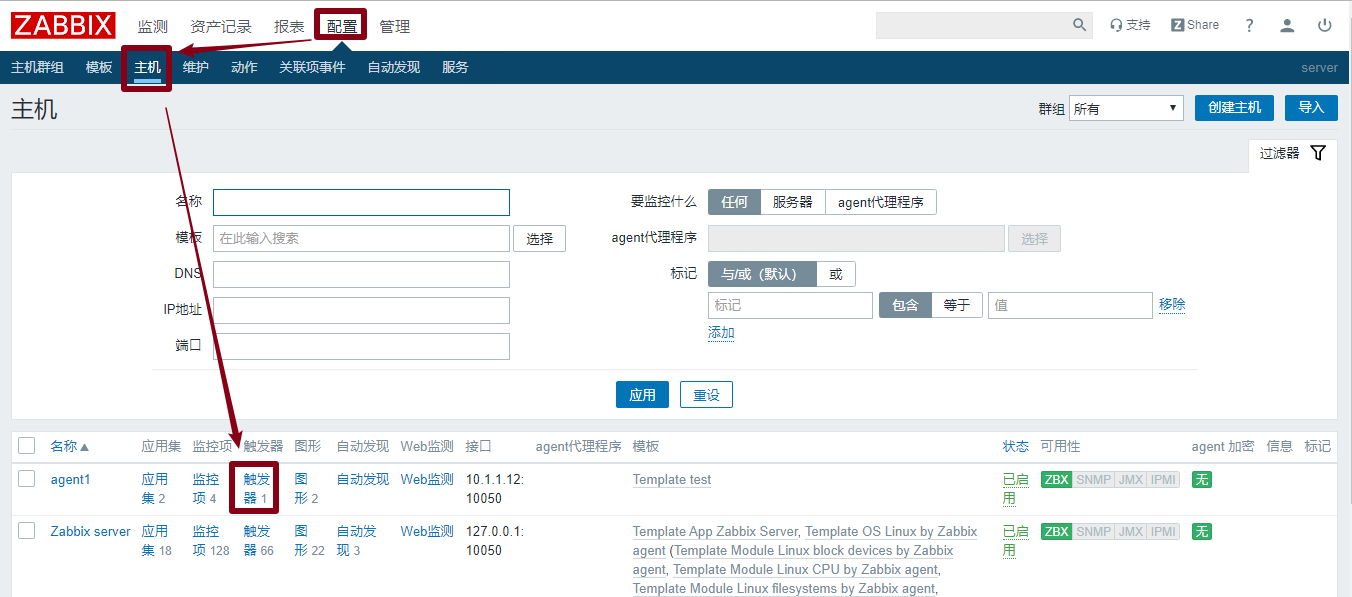 ZABBIX 监测 资产记录 报表 配置 管理 支持 Share ?
主机群组 模板 主机 维护 动作 关联项事件 自动发现 服务 server
主机 群组 所有 创建主机 导入
过滤器
名称 要监控什么 任何 服务器 agent代理程序
模板 在此输入搜索 选择 agent代理程序 选择
DNS 标记 与/或（默认） 或
IP地址 标记 包含 等于 值 移除
添加
端口
应用 重设
名称 应用集 监控项 触发器 图形 自动发现 Web监测 接口 agent代理程序 模板 状态 可用性 agent 加密 信息 标记
agent1 应用 监控 触发 图 自动发现 Web监测 10.1.1.12: Template test 已启 ZBX SNMP JMX IPMI 无
集 2 项 4 器 1 形 2 10050 用
Zabbix server 应用 监控 触发 图 自动发 Web监测 127.0.0.1: Template App Zabbix Server, Template OS Linux by Zabbix 已启 ZBX SNMP JMX IPMI 无
集 18 项 128 器 66 形 22 现 3 10050 agent (Template Module Linux block devices by Zabbix 用
agent, Template Module Linux CPU by Zabbix agent,
Template Module Linux filesystems by Zabbix agent,